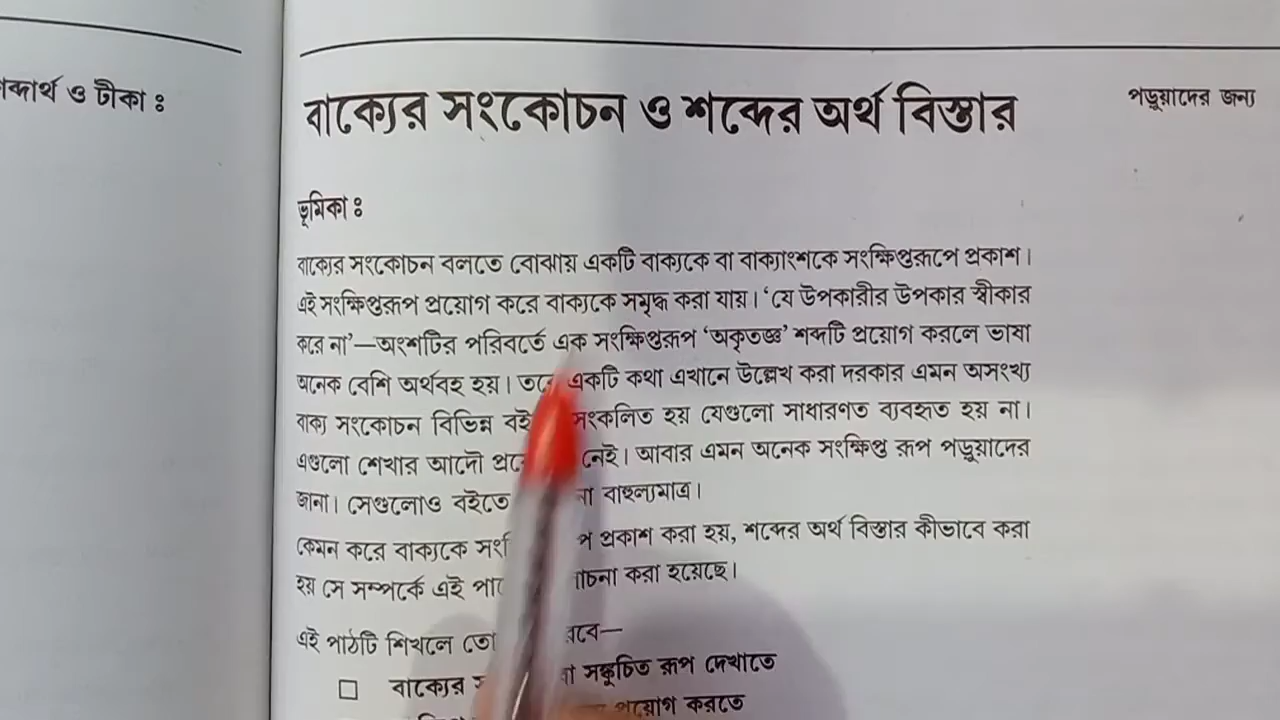 ও টীকা ঃ
বাক্যের সংকোচন ও শব্দের অর্থ বিস্তার
পড়ুয়াদের জন্য
ভূমিকা ঃ
বাক্যের সংকোচন বলতে বোঝায় একটি বাক্যকে বা বাক্যাংশকে সংক্ষিপ্তরূপে প্রকাশ।
এই সংক্ষিপ্তরূপ প্রয়োগ করে বাক্যকে সমৃদ্ধ করা যায়। ‘যে উপকারীর উপকার স্বীকার
করে না’—অংশটির পরিবর্তে এক সংক্ষিপ্তরূপ ‘অকৃতজ্ঞ’ শব্দটি প্রয়োগ করলে ভাষা
অনেক বেশি অর্থবহ হয়। তবে একটি কথা এখানে উল্লেখ করা দরকার এমন অসংখ্য
বাক্য সংকোচন বিভিন্ন সংকলিত হয় যেগুলো সাধারণত ব্যবহৃত হয় না।
এগুলো শেখার আদৌ নেই। আবার এমন অনেক সংক্ষিপ্ত রূপ পড়ুয়াদের
জানা। সেগুলোও বইতে বাহুল্যমাত্র।
কেমন করে বাক্যকে প্রকাশ করা হয়, শব্দের অর্থ বিস্তার কীভাবে করা
হয় সে সম্পর্কে এই করা হয়েছে।
এই পাঠটি শিখলে
বাক্যের সঙ্কুচিত রূপ দেখাতে
করতে